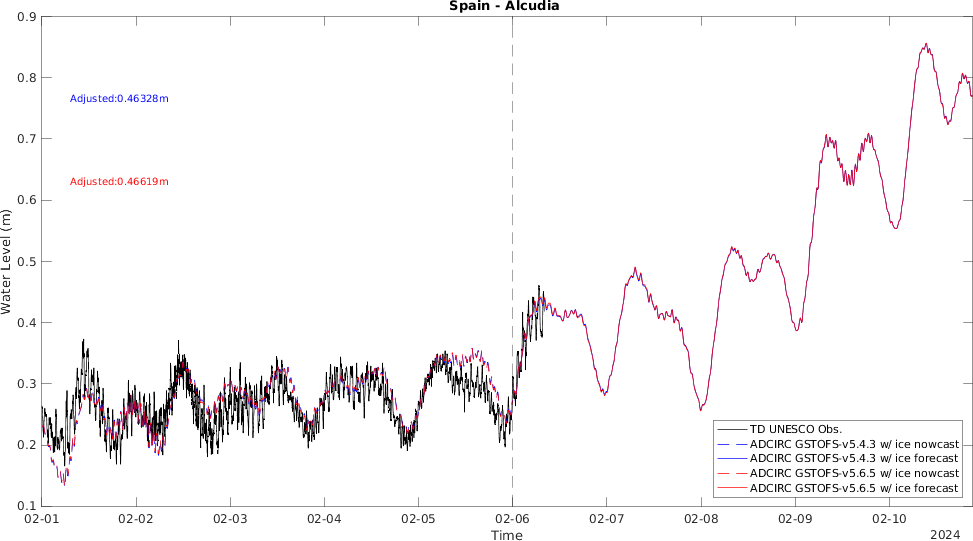 Spain - Alcudia
0.9
0.8
0.7
0.6
0.5
0.4
0.3
0.2
0.1
Water Level (m)
Adjusted:0.46328m
Adjusted:0.46619m
TD UNESCO Obs.
ADCIRC GSTOFS-v5.4.3 w/ ice nowcast
ADCIRC GSTOFS-v5.4.3 w/ ice forecast
ADCIRC GSTOFS-v5.6.5 w/ ice nowcast
ADCIRC GSTOFS-v5.6.5 w/ ice forecast
02-01 02-02 02-03 02-04 02-05 02-06 02-07 02-08 02-09 02-10
Time
2024